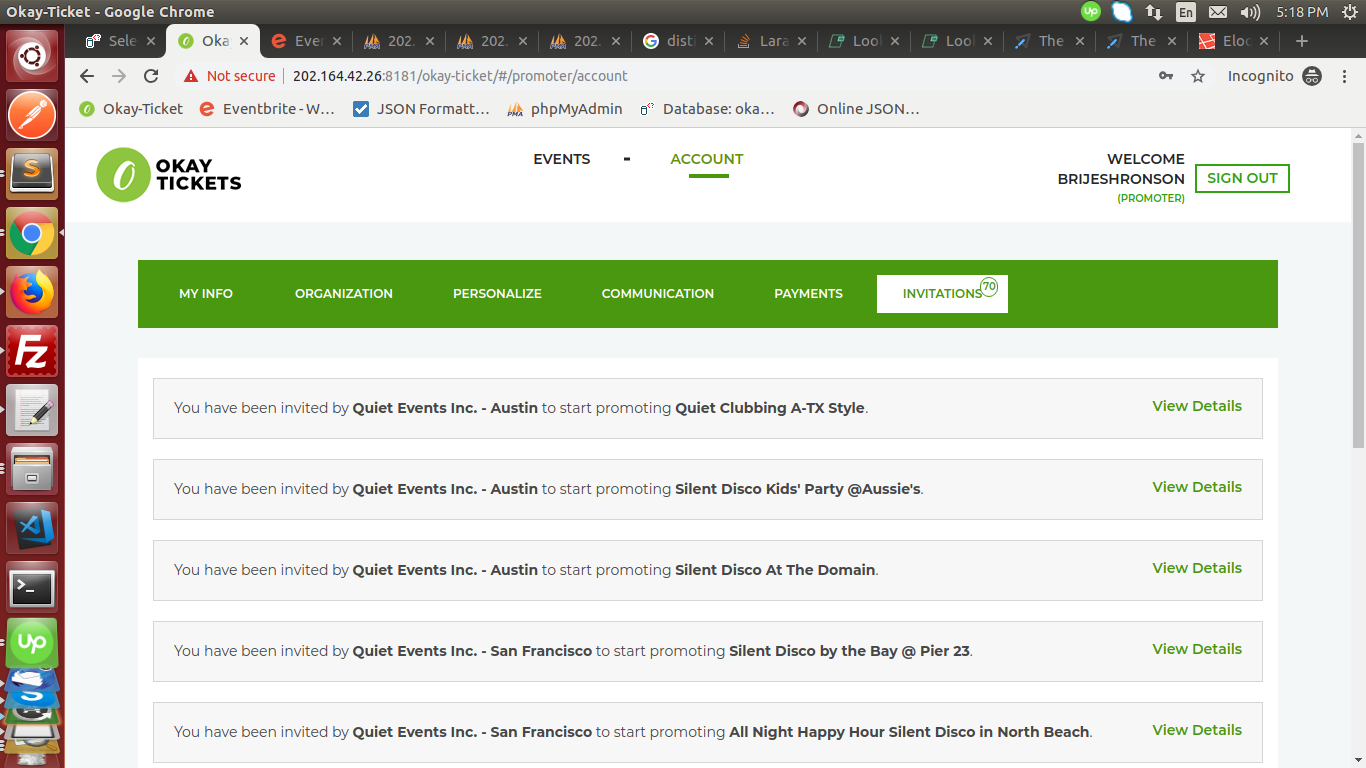 Okay-Ticket - Google Chrome
Up
En
5:18 PM
Sele
Oka
Ever
202.
202.
202.
disti
Lara
Look
Look
The
The
Eloc
Not secure
202.164.42.26:8181/okay-ticket/#/promoter/account
Incognito
Okay-Ticket
Eventbrite - W…
JSON Formatt…
PMA
phpMyAdmin
Database: oka…
Online JSON…
OKAY
TICKETS
EVENTS
-
ACCOUNT
WELCOME
BRIJESHRONSON
(PROMOTER)
SIGN OUT
MY INFO
ORGANIZATION
PERSONALIZE
COMMUNICATION
PAYMENTS
INVITATIONS
70
You have been invited by Quiet Events Inc. - Austin to start promoting Quiet Clubbing A-TX Style.
View Details
You have been invited by Quiet Events Inc. - Austin to start promoting Silent Disco Kids' Party @Aussie's.
View Details
You have been invited by Quiet Events Inc. - Austin to start promoting Silent Disco At The Domain.
View Details
You have been invited by Quiet Events Inc. - San Francisco to start promoting Silent Disco by the Bay @ Pier 23.
View Details
You have been invited by Quiet Events Inc. - San Francisco to start promoting All Night Happy Hour Silent Disco in North Beach.
View Details
S
Fz
>_
Up
S